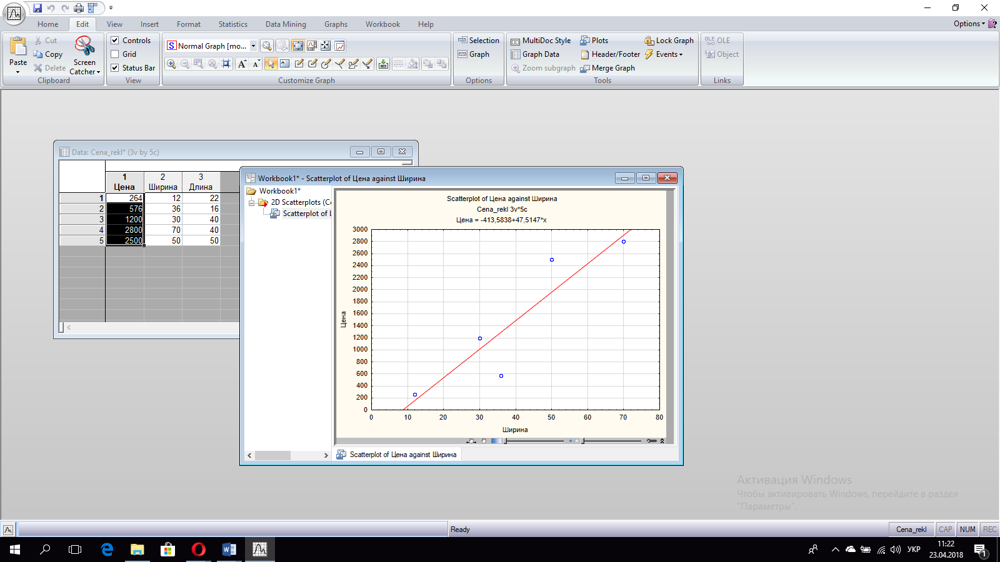 Home Edit View Insert Format Statistics Data Mining Graphs Workbook Help Options
Paste Cut Copy Delete Screen Catcher
Clipboard
Controls
Grid
Status Bar
View
S Normal Graph [mo...
A A
Customize Graph
Selection
Graph
Options
MultiDoc Style Plots Lock Graph
Graph Data Header/Footer Events
Zoom subgraph Merge Graph
Tools
OLE OLE
Object
Links
Data: Cena_rekl* (3v by 5c)
1 2 3
Цена Ширина Длина
1 264 12 22
2 576 36 16
3 1200 30 40
4 2800 70 40
5 2500 50 50
Workbook1* - Scatterplot of Цена against Ширина
Workbook1*
2D Scatterplots (Ce
Scatterplot of
Scatterplot of Цена against Ширина
Cena_rekl 3v*5c
Цена = -413,5838+47,5147*x
3000
2800
2600
2400
2200
2000
1800
1600
1400
1200
1000
800
600
400
200
0
Цена
0 10 20 30 40 50 60 70 80
Ширина
Scatterplot of Цена against Ширина
Активация Windows
Чтобы активировать Windows, перейдите в раздел
"Параметры".
Ready Cena_rekl CAP NUM REC
УКР
11:22
23.04.2018
1